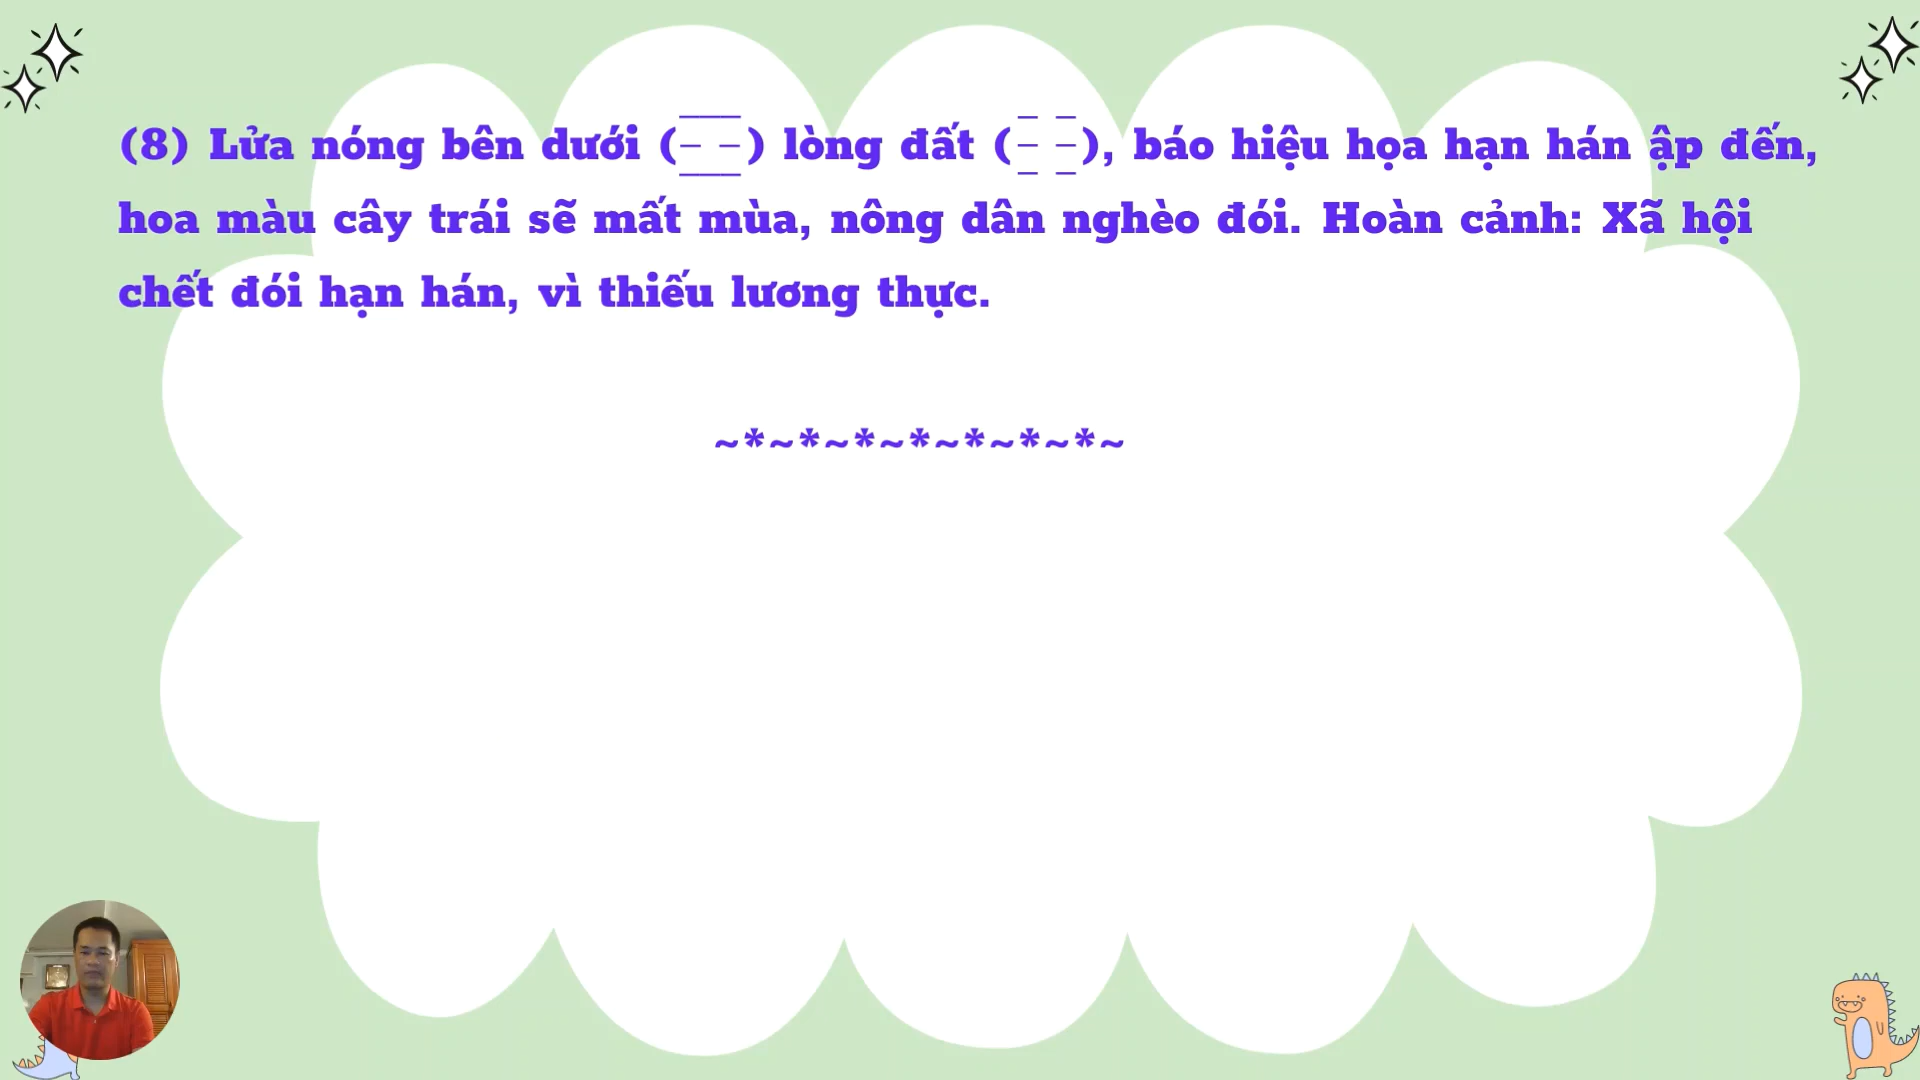 (8) Lửa nóng bên dưới (☲) lòng đất (☷), báo hiệu họa hạn hán ập đến,
hoa màu cây trái sẽ mất mùa, nông dân nghèo đói. Hoàn cảnh: Xã hội
chết đói hạn hán, vì thiếu lương thực.
~*~*~*~*~*~*~*~